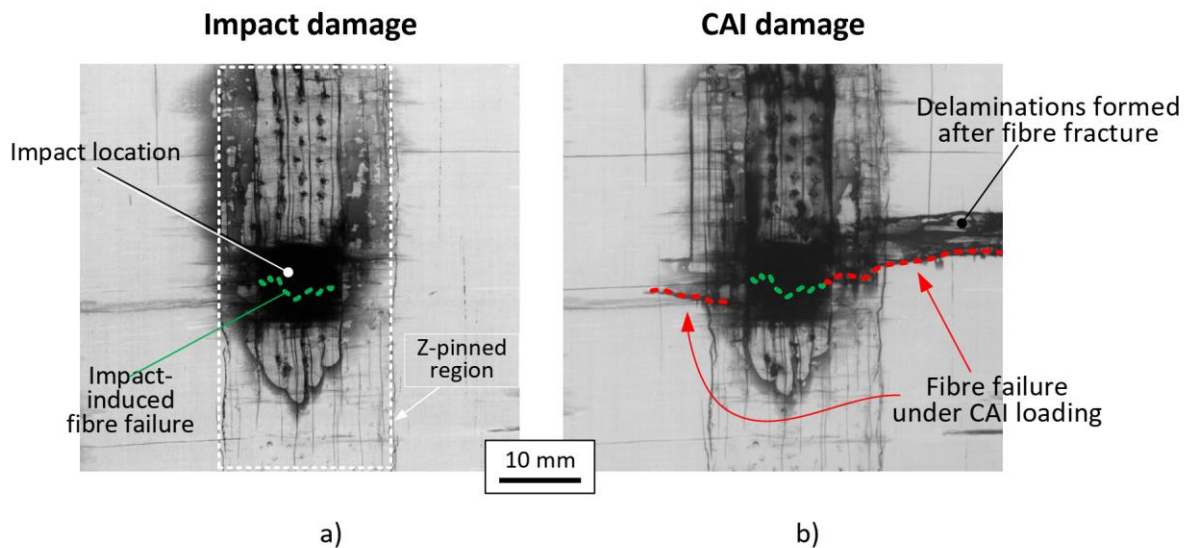 Impact damage
CAI damage
Impact location
Impact-
induced
fibre failure
Z-pinned
region
Delaminations formed
after fibre fracture
Fibre failure
under CAI loading
10 mm
a)
b)